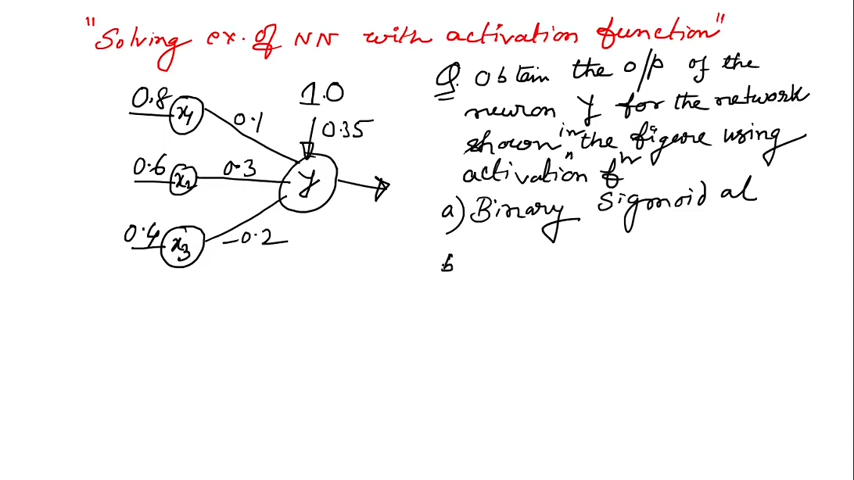 "Solving ex. of NN with activation function"
0.8 x1 0.1
1.0
0.35
0.6 x2 0.3
y
0.4 x3 -0.2
Q. Obtain the o/p of the
neuron Y for the network
shown in the figure using
activation fn
a) Binary Sigmoid al
b